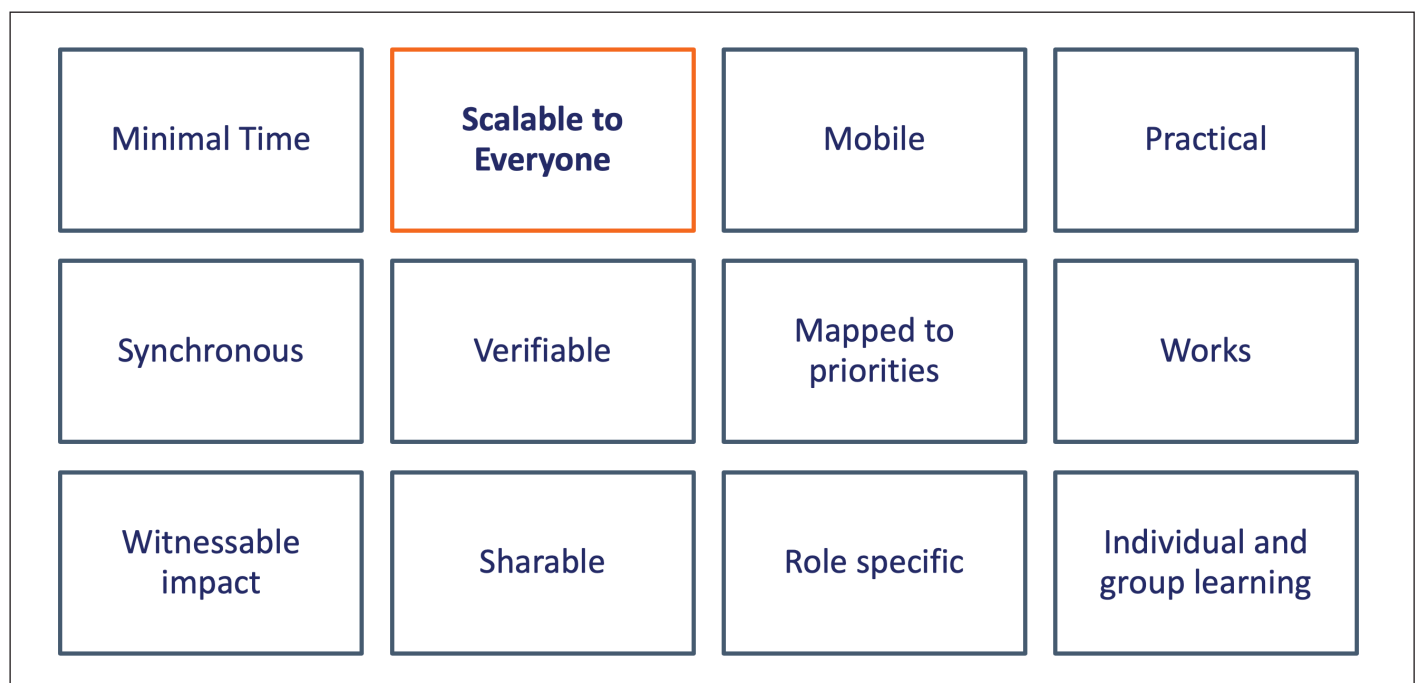 Minimal Time
Scalable to
Everyone
Mobile
Practical
Synchronous
Verifiable
Mapped to
priorities
Works
Witnessable
impact
Sharable
Role specific
Individual and
group learning